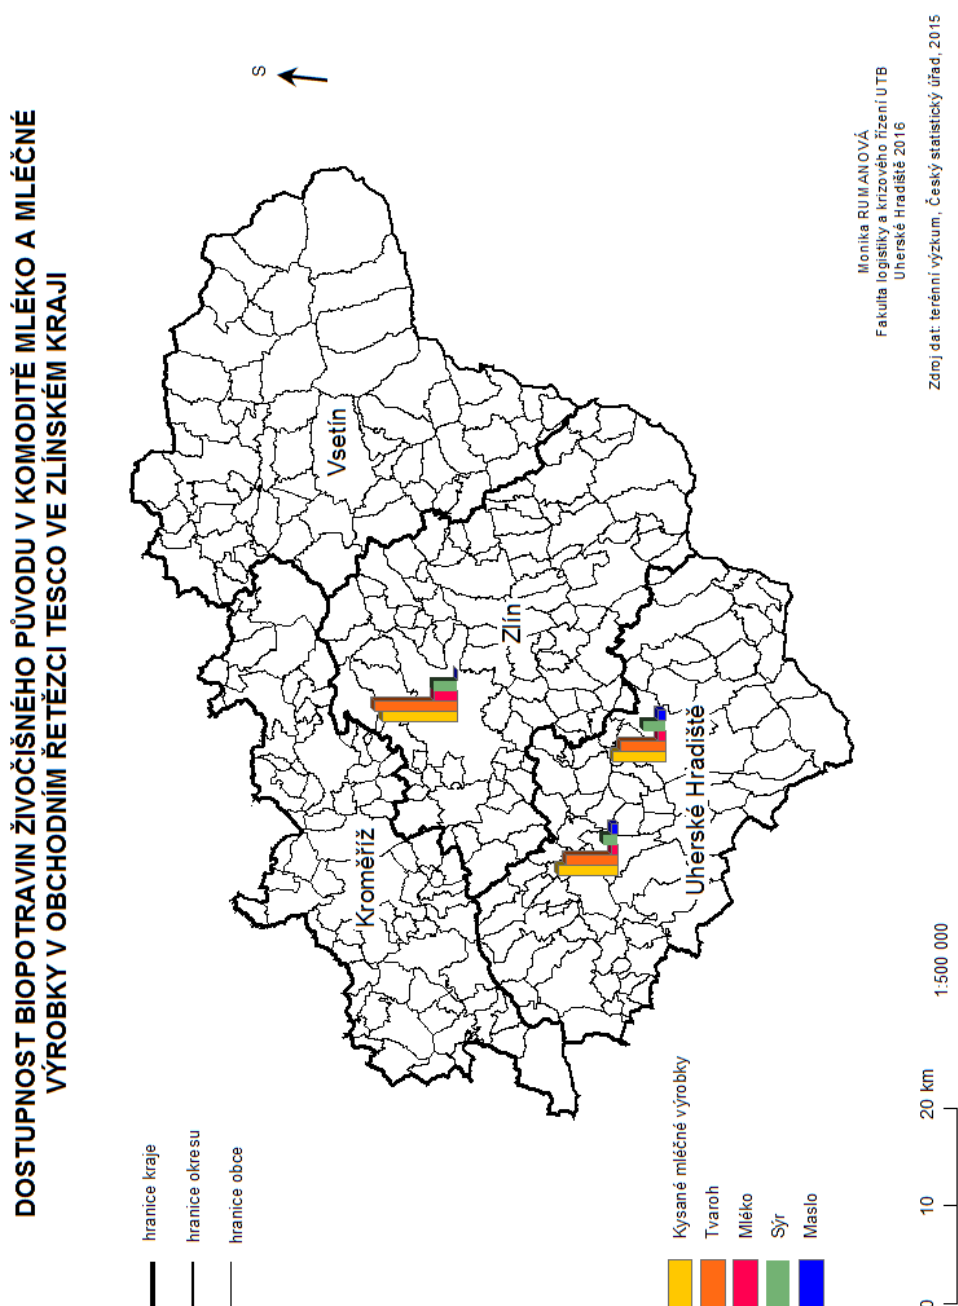 DOSTUPNOST BIOPOTRAVIN ŽIVOČIŠNÉHO PŮVODU V KOMODITĚ MLÉKO A MLÉČNÉ
VÝROBKY V OBCHODNÍM ŘETĚZCI TESCO VE ZLÍNSKÉM KRAJI
S
Vsetín
Kroměříž
Zlín
Uherské Hradiště
hranice kraje
hranice okresu
hranice obce
Kysané mléčné výrobky
Tvaroh
Mléko
Sýr
Maslo
0 10 20 km
1:500 000
Monika RUMANOVÁ
Fakulta logistiky a krizového řízení UTB
Uherské Hradiště 2016
Zdroj dat: terénní výzkum, Český statistický úřad, 2015